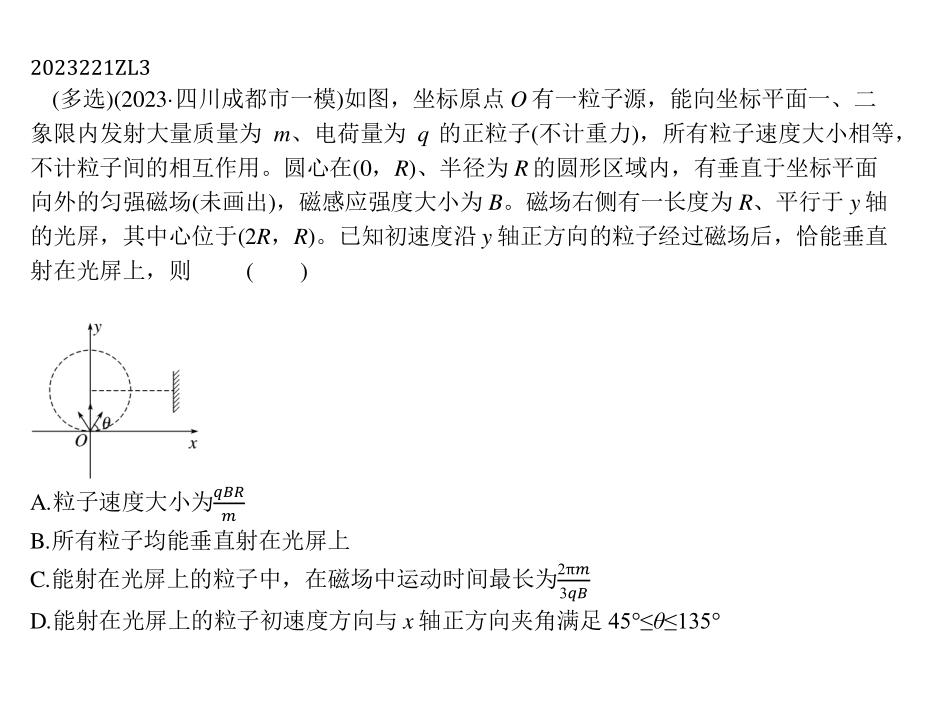 2023221ZL3
(多选)(2023·四川成都市一模)如图，坐标原点 O 有一粒子源，能向坐标平面一、二
象限内发射大量质量为 m、电荷量为 q 的正粒子(不计重力)，所有粒子速度大小相等，
不计粒子间的相互作用。圆心在(0，R)、半径为 R 的圆形区域内，有垂直于坐标平面
向外的匀强磁场(未画出)，磁感应强度大小为 B。磁场右侧有一长度为 R、平行于 y 轴
的光屏，其中心位于(2R，R)。已知初速度沿 y 轴正方向的粒子经过磁场后，恰能垂直
射在光屏上，则 ( )
y
θ
O
x
A.粒子速度大小为qBR/m
B.所有粒子均能垂直射在光屏上
C.能射在光屏上的粒子中，在磁场中运动时间最长为2πm/3qB
D.能射在光屏上的粒子初速度方向与 x 轴正方向夹角满足 45°≤θ≤135°